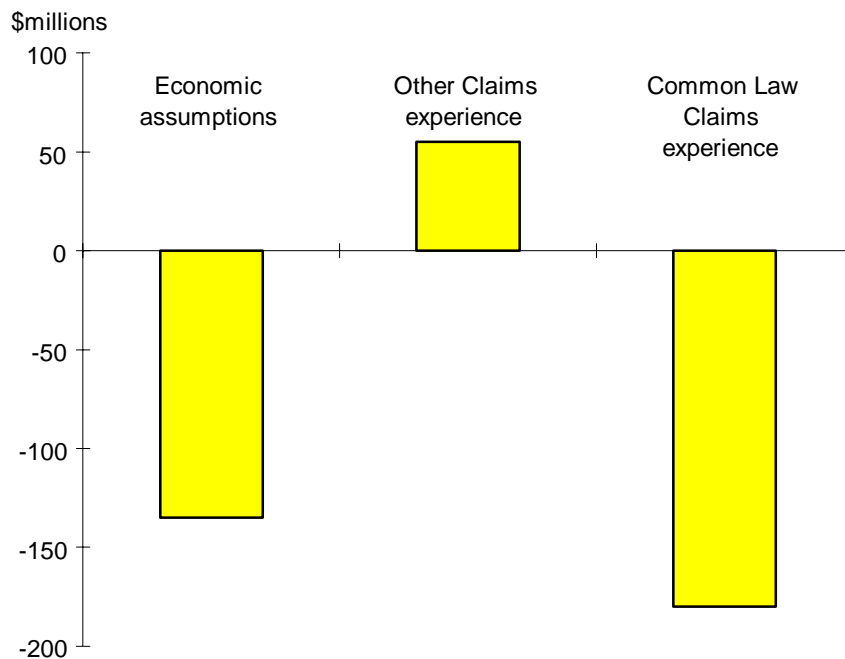 $millions
100
Economic
assumptions
Other Claims
experience
Common Law
Claims
experience
50
0
-50
-100
-150
-200